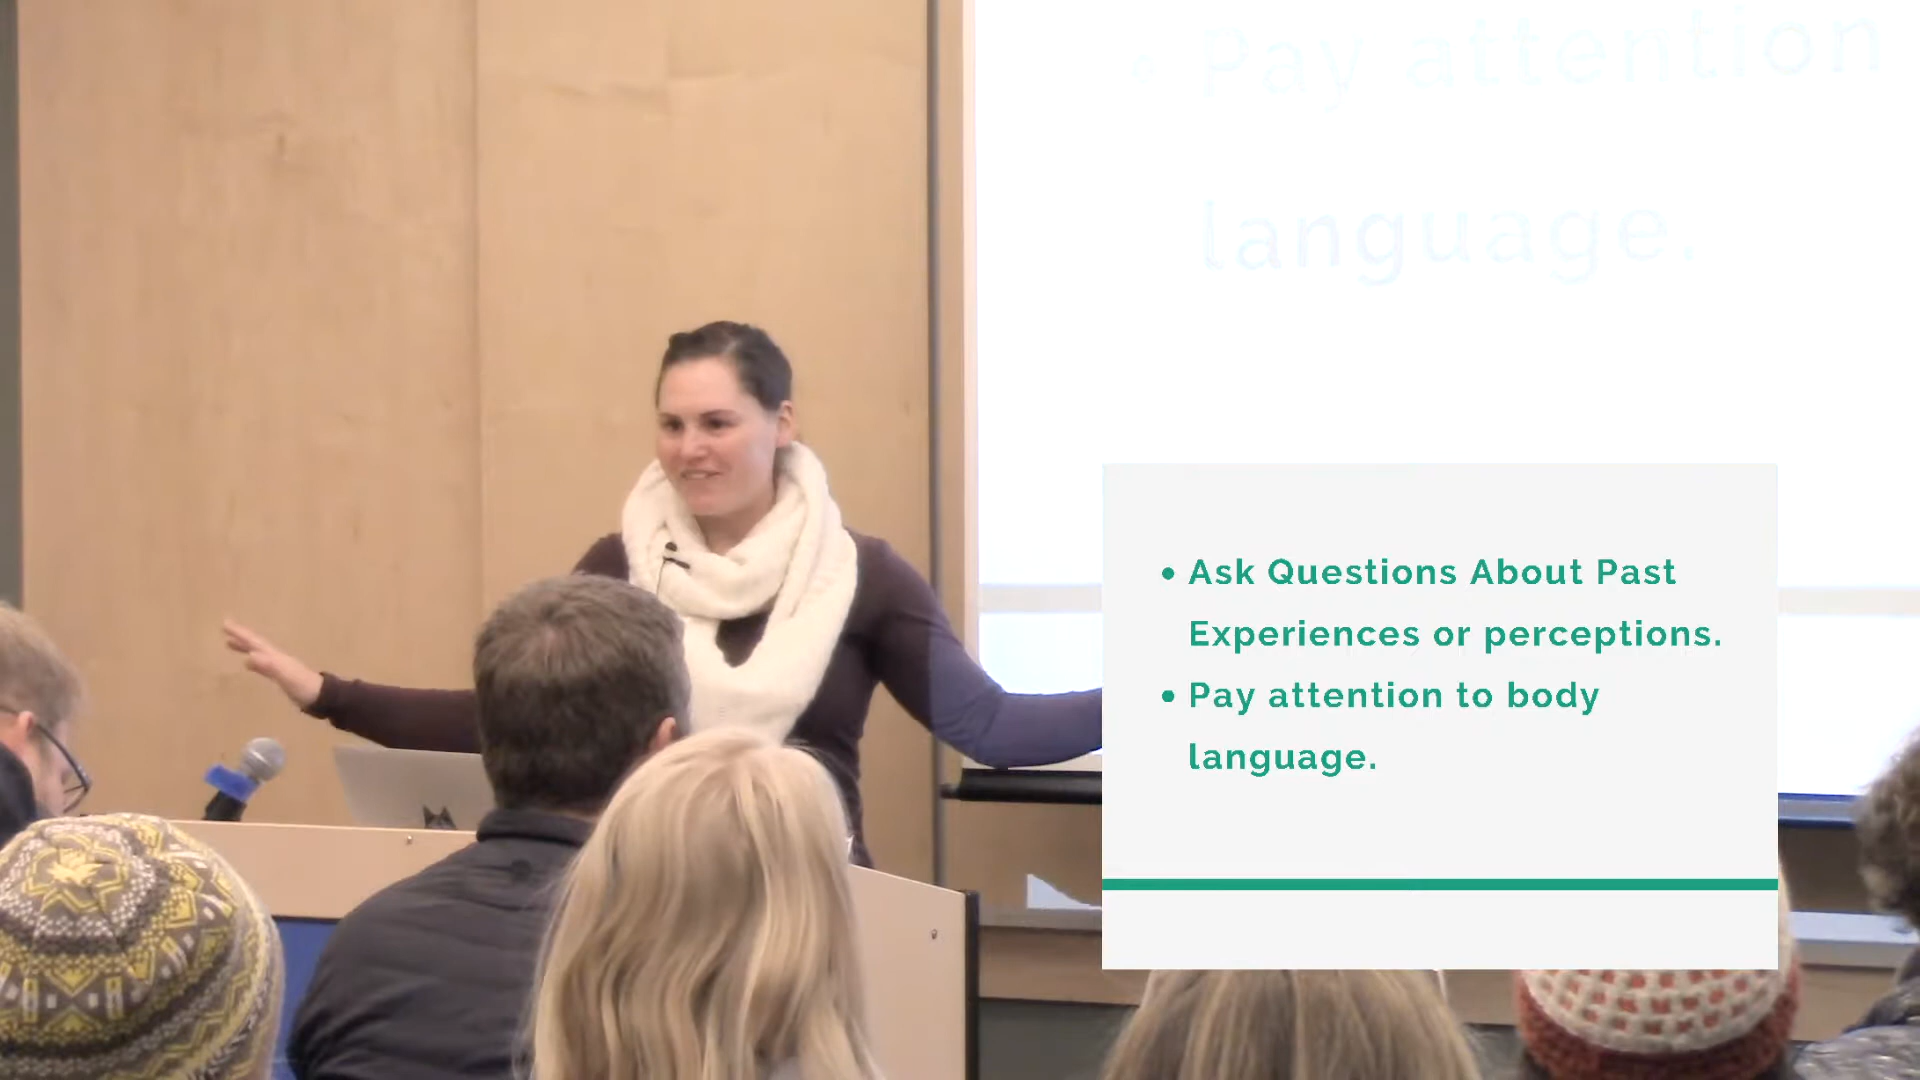 Pay attention
language.
• Ask Questions About Past
Experiences or perceptions.
• Pay attention to body
language.